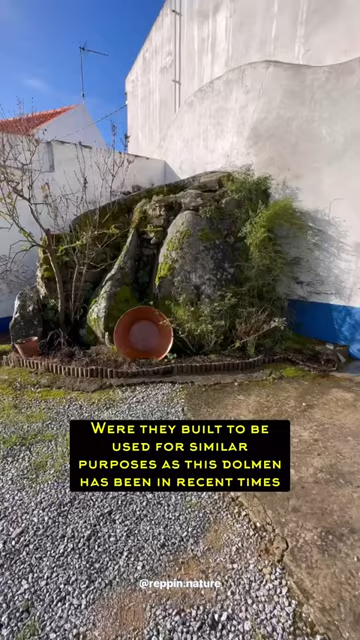 Were they built to be
used for similar
purposes as this dolmen
has been in recent times
@reppin.nature